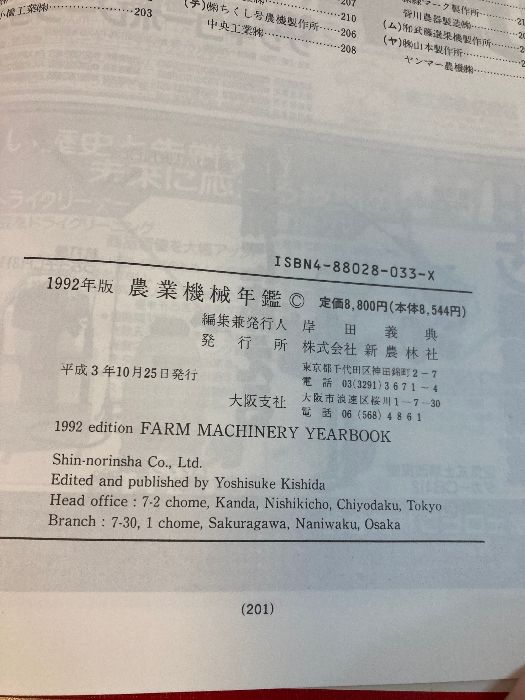 小橋工業㈱……………203
(チ)㈱ちくし号農機製作所……206
中央工業㈱……………208
207
210
皆川農器製造㈱
(ム)㈲武藤選果機製作所
(ヤ)㈱山本製作所
ヤンマー農機㈱
ISBN4-88028-033-X
1992年版 農業機械年鑑 © 定価8,800円(本体8,544円)
編集兼発行人 岸田義典
発行所 株式会社 新農林社
平成3年10月25日発行
東京都千代田区神田錦町2-7
電話 03(3291)3671-4
大阪支社 大阪市浪速区桜川1-7-30
電話 06(568)4861
1992 edition FARM MACHINERY YEARBOOK
Shin-norinsha Co., Ltd.
Edited and published by Yoshisuke Kishida
Head office : 7-2 chome, Kanda, Nishikicho, Chiyodaku, Tokyo
Branch : 7-30, 1 chome, Sakuragawa, Naniwaku, Osaka
(201)